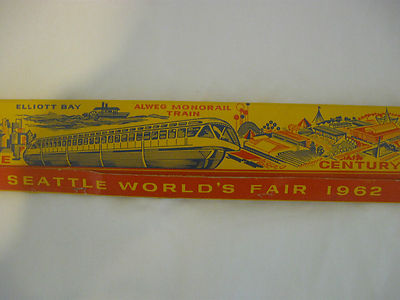 ELLIOTT BAY
ALWEG MONORAIL
TRAIN
E
CENTURY
SEATTLE WORLD'S FAIR 1962